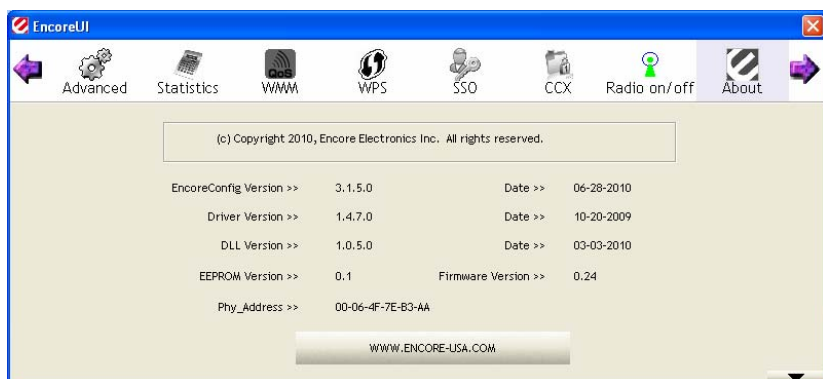 EncoreUI
Advanced Statistics QoS WMM WPS SSO CCX Radio on/off About
(c) Copyright 2010, Encore Electronics Inc. All rights reserved.
EncoreConfig Version >> 3.1.5.0 Date >> 06-28-2010
Driver Version >> 1.4.7.0 Date >> 10-20-2009
DLL Version >> 1.0.5.0 Date >> 03-03-2010
EEPROM Version >> 0.1 Firmware Version >> 0.24
Phy_Address >> 00-06-4F-7E-B3-AA
WWW.ENCORE-USA.COM